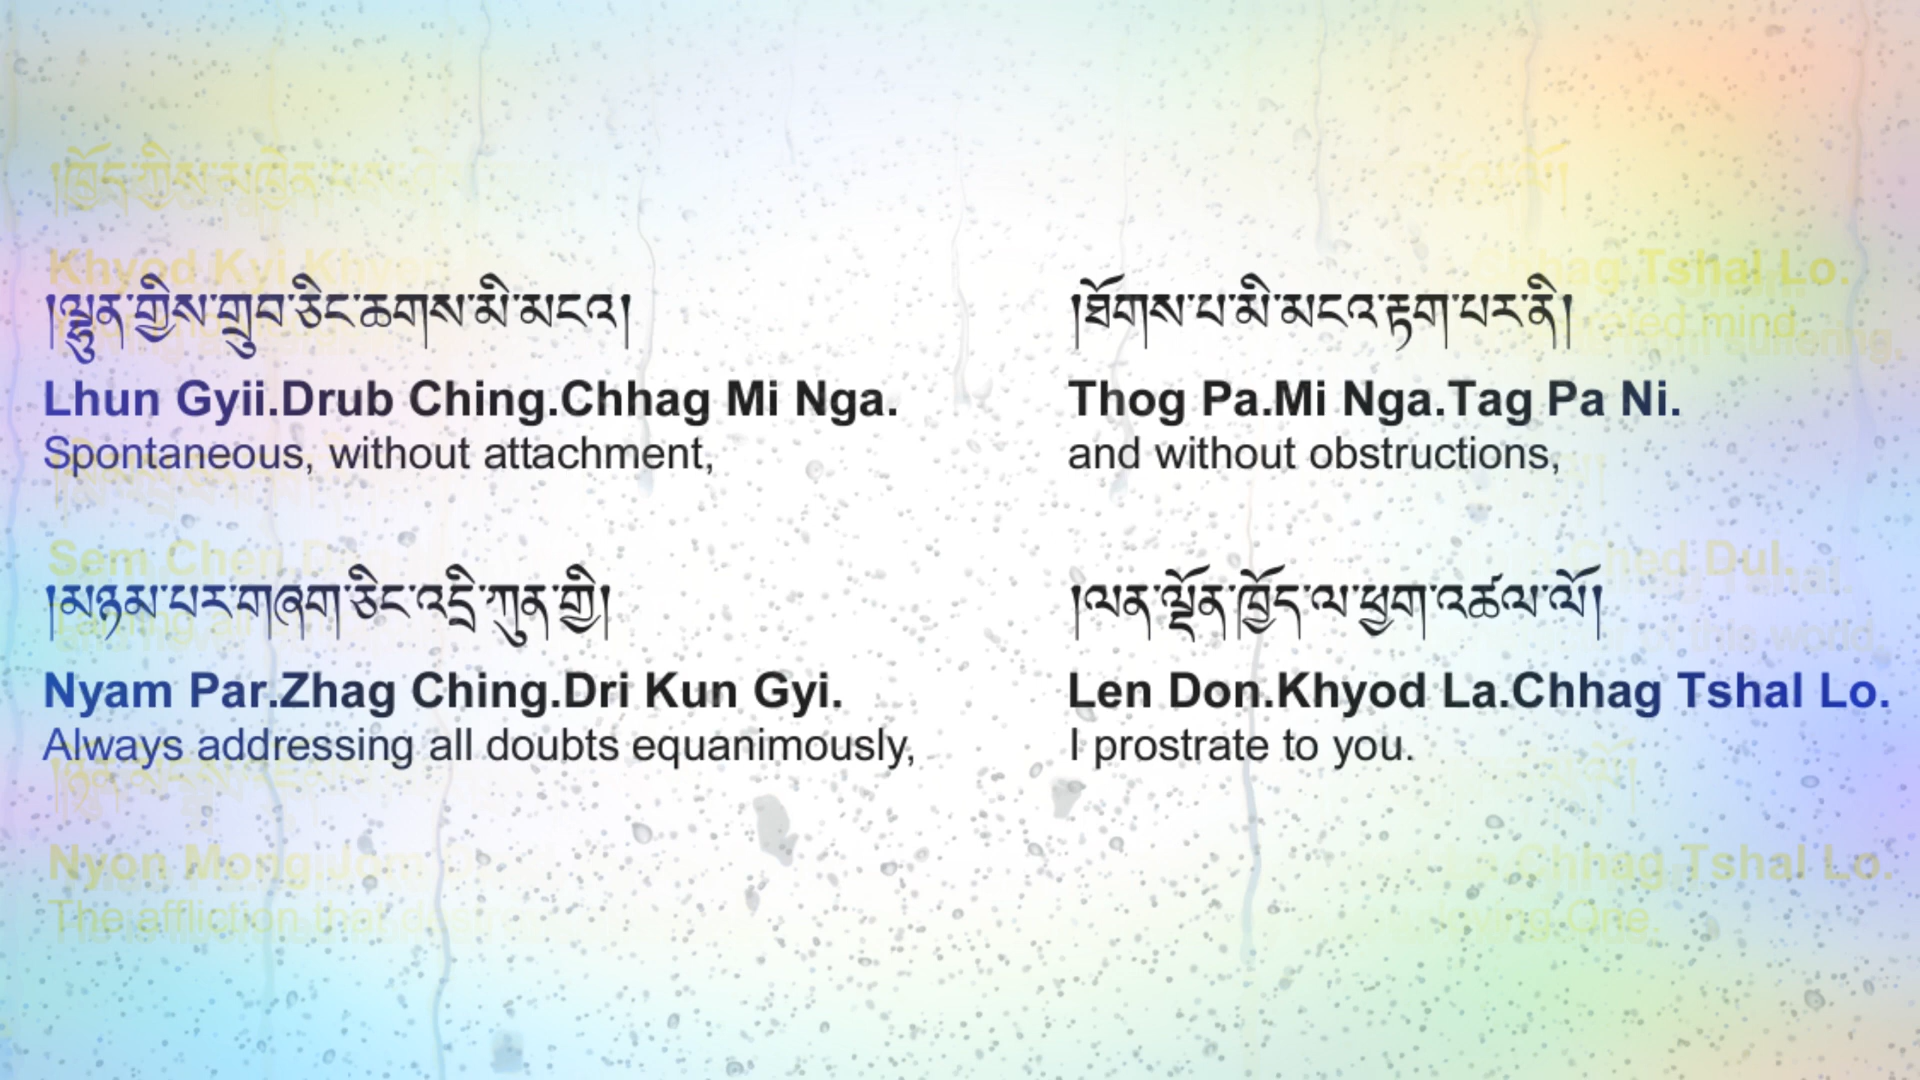 །ལྷུན་གྱིས་གྲུབ་ཅིང་ཆགས་མི་མངའ།
Lhun Gyii.Drub Ching.Chhag Mi Nga.
Spontaneous, without attachment,
།ཐོགས་པ་མི་མངའ་རྟག་པར་ནི།
Thog Pa.Mi Nga.Tag Pa Ni.
and without obstructions,
།མཉམ་པར་གཞག་ཅིང་འདྲི་ཀུན་གྱི།
Nyam Par.Zhag Ching.Dri Kun Gyi.
Always addressing all doubts equanimously,
།ལན་ལྡོན་ཁྱོད་ལ་ཕྱག་འཚལ་ལོ།
Len Don.Khyod La.Chhag Tshal Lo.
I prostrate to you.